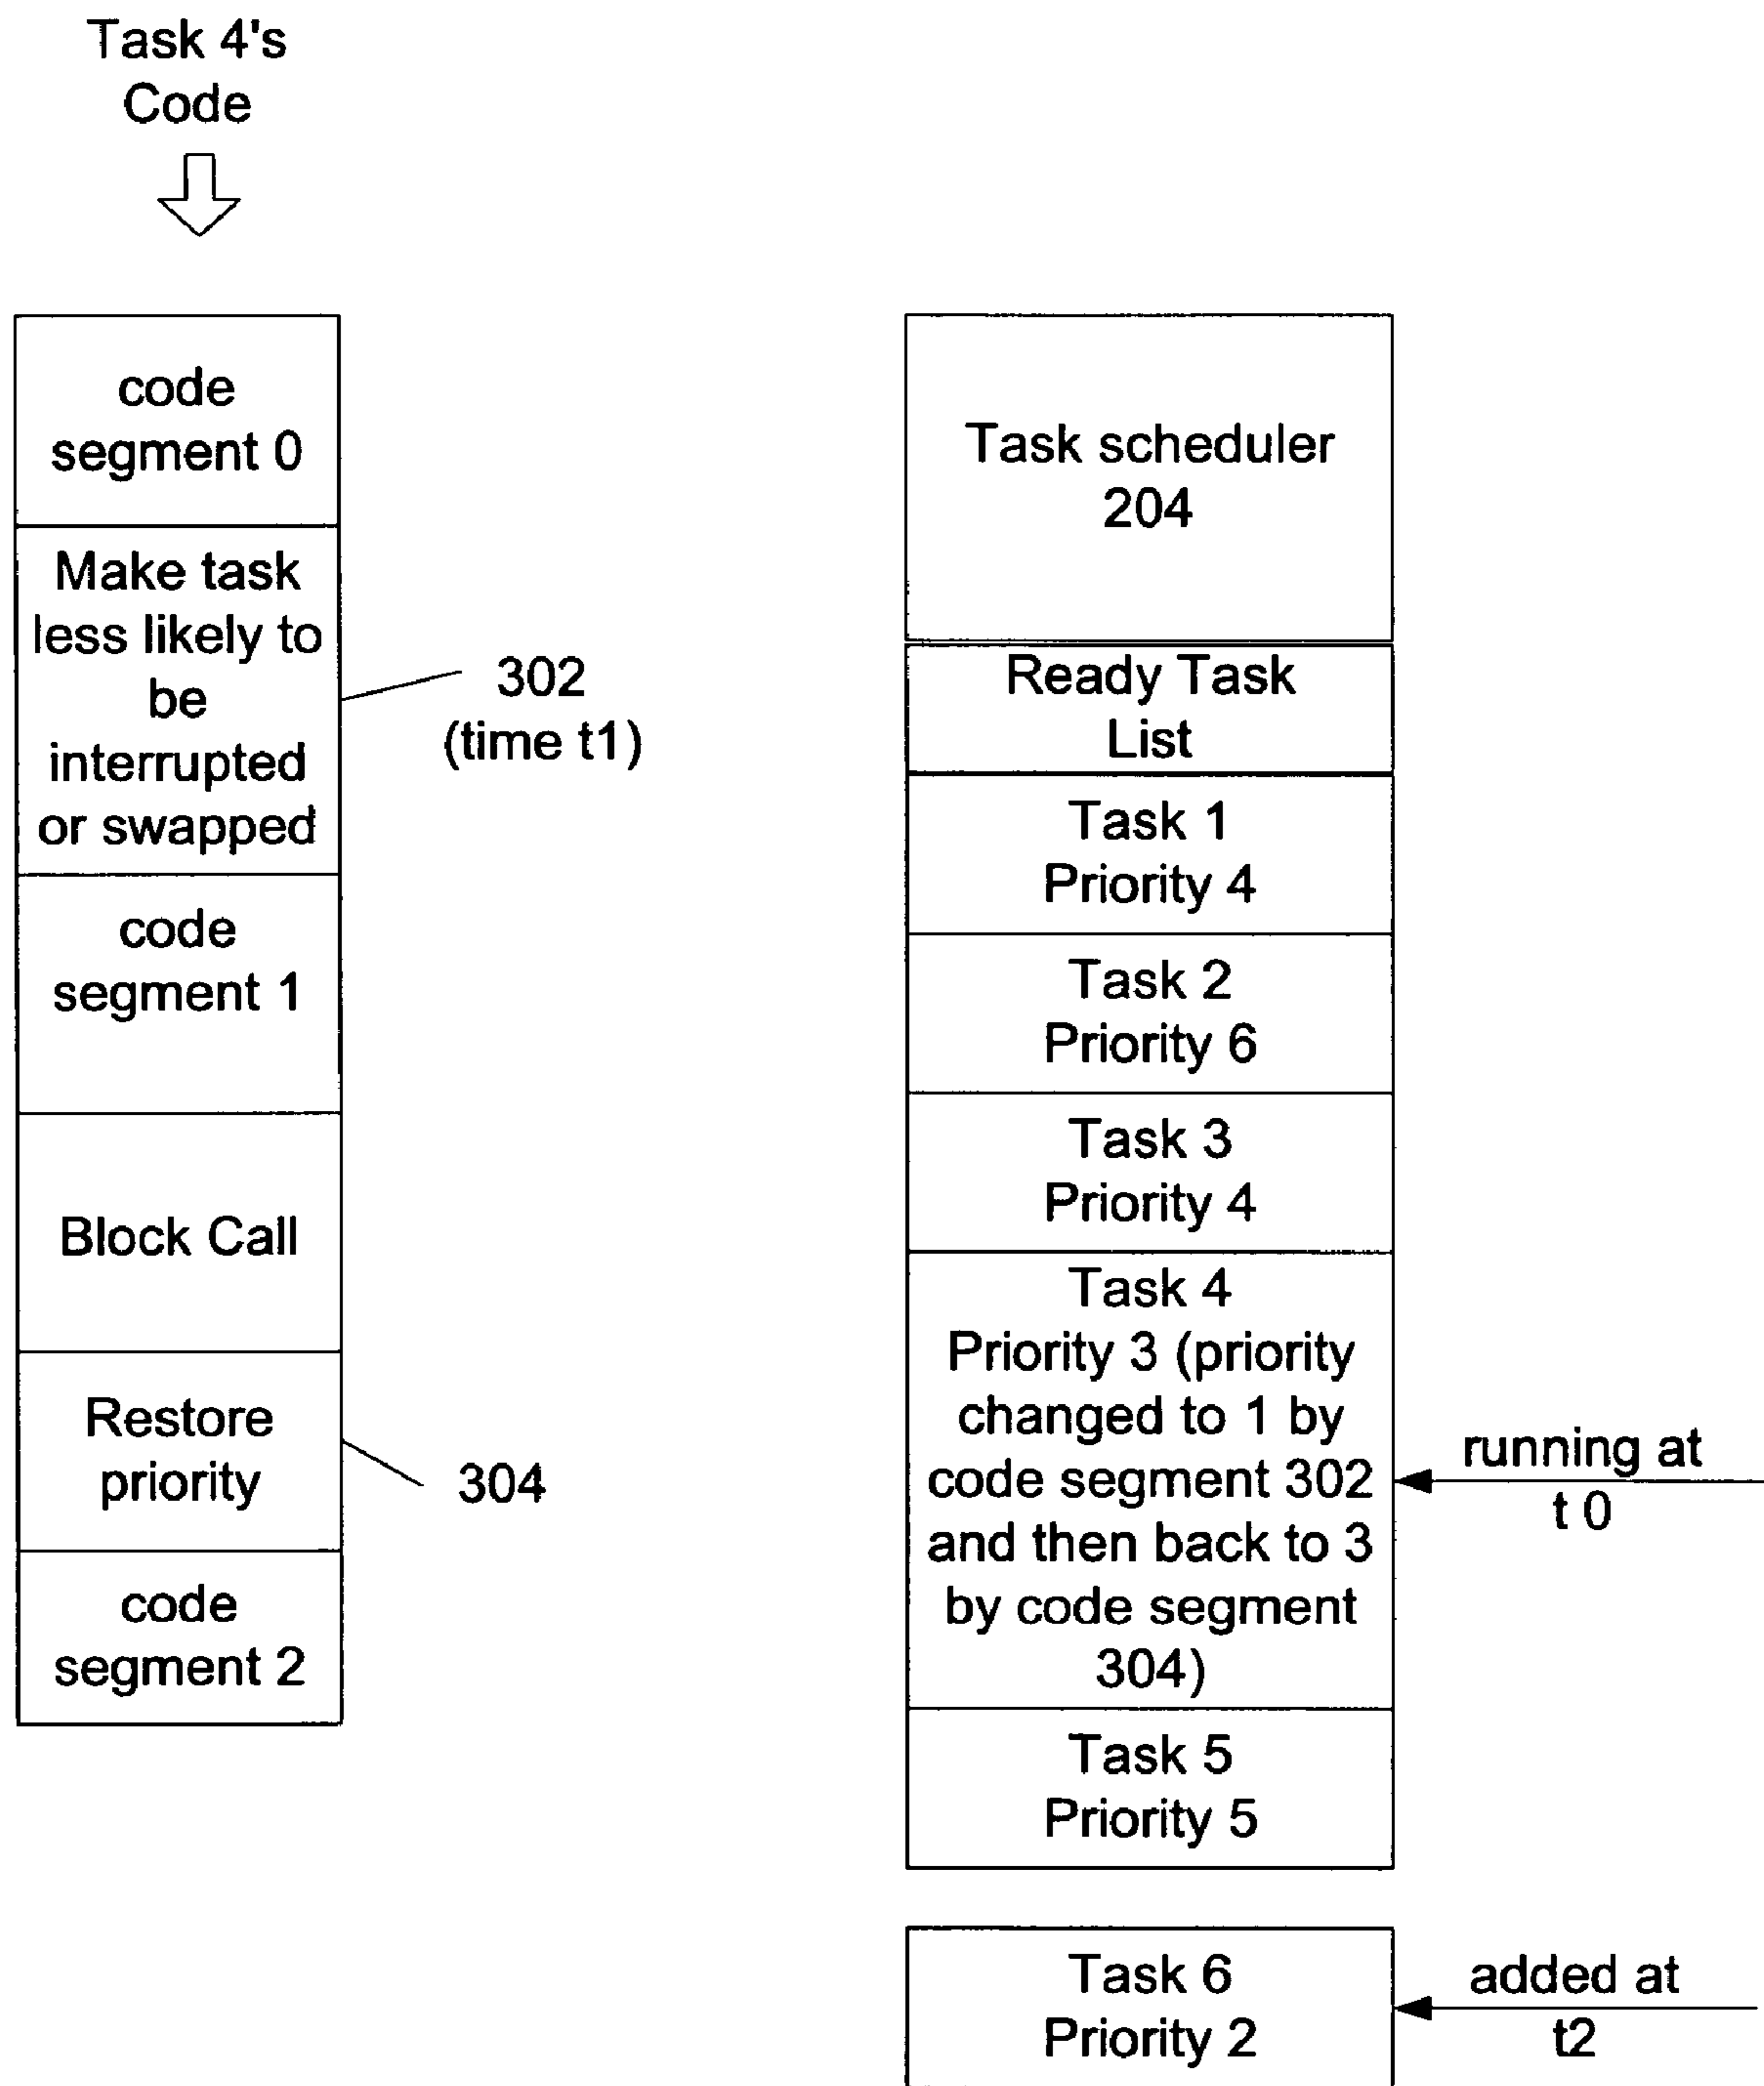 Task 4's
Code
code
segment 0
Make task
less likely to
be
interrupted
or swapped
302
(time t1)
code
segment 1
Block Call
Restore
priority
304
code
segment 2
Task scheduler
204
Ready Task
List
Task 1
Priority 4
Task 2
Priority 6
Task 3
Priority 4
Task 4
Priority 3 (priority
changed to 1 by
code segment 302
and then back to 3
by code segment
304)
running at
t 0
Task 5
Priority 5
Task 6
Priority 2
added at
t2